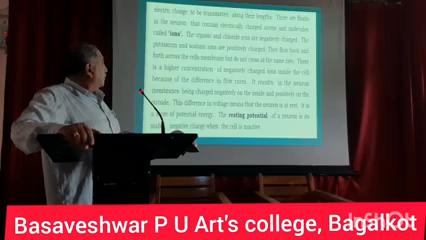 electric charge to be transmitted along their lengths. There are fluids
in the neuron that contain electrically charged atoms and molecules
called "ions". The organic and chloride ions are negatively charged. The
potassium and sodium ions are positively charged. They flow back and
forth across the cells membrane but do not cross at the same rate. There
is a higher concentration of negatively charged ions inside the cell
because of the difference in flow rates. It results in the neuron
membrane being charged negatively on the inside and positively on the
outside. This difference in voltage means that the neuron is at rest, it is
a store of potential energy. The resting potential of a neuron is its
negative charge when the cell is inactive
Basaveshwar P U Art's college, Bagalkot
InShOt